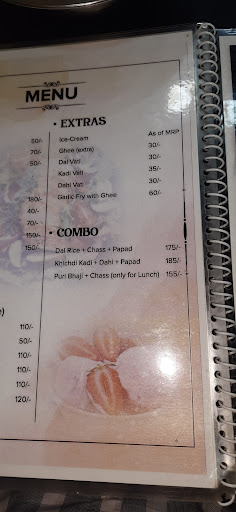 MENU
• EXTRAS
Ice-Cream As of MRP
Ghee (extra) 30/-
Dal Vati 30/-
Kadi Vati 35/-
Dahi Vati 30/-
Garlic Fry with Ghee 60/-
• COMBO
Dal Rice + Chass + Papad 175/-
Khichdi Kadi + Dahi + Papad 185/-
Puri Bhaji + Chass (only for Lunch) 155/-
50/-
70/-
50/-
180/-
40/-
70/-
150/-
150/-
110/-
50/-
110/-
110/-
110/-
120/-